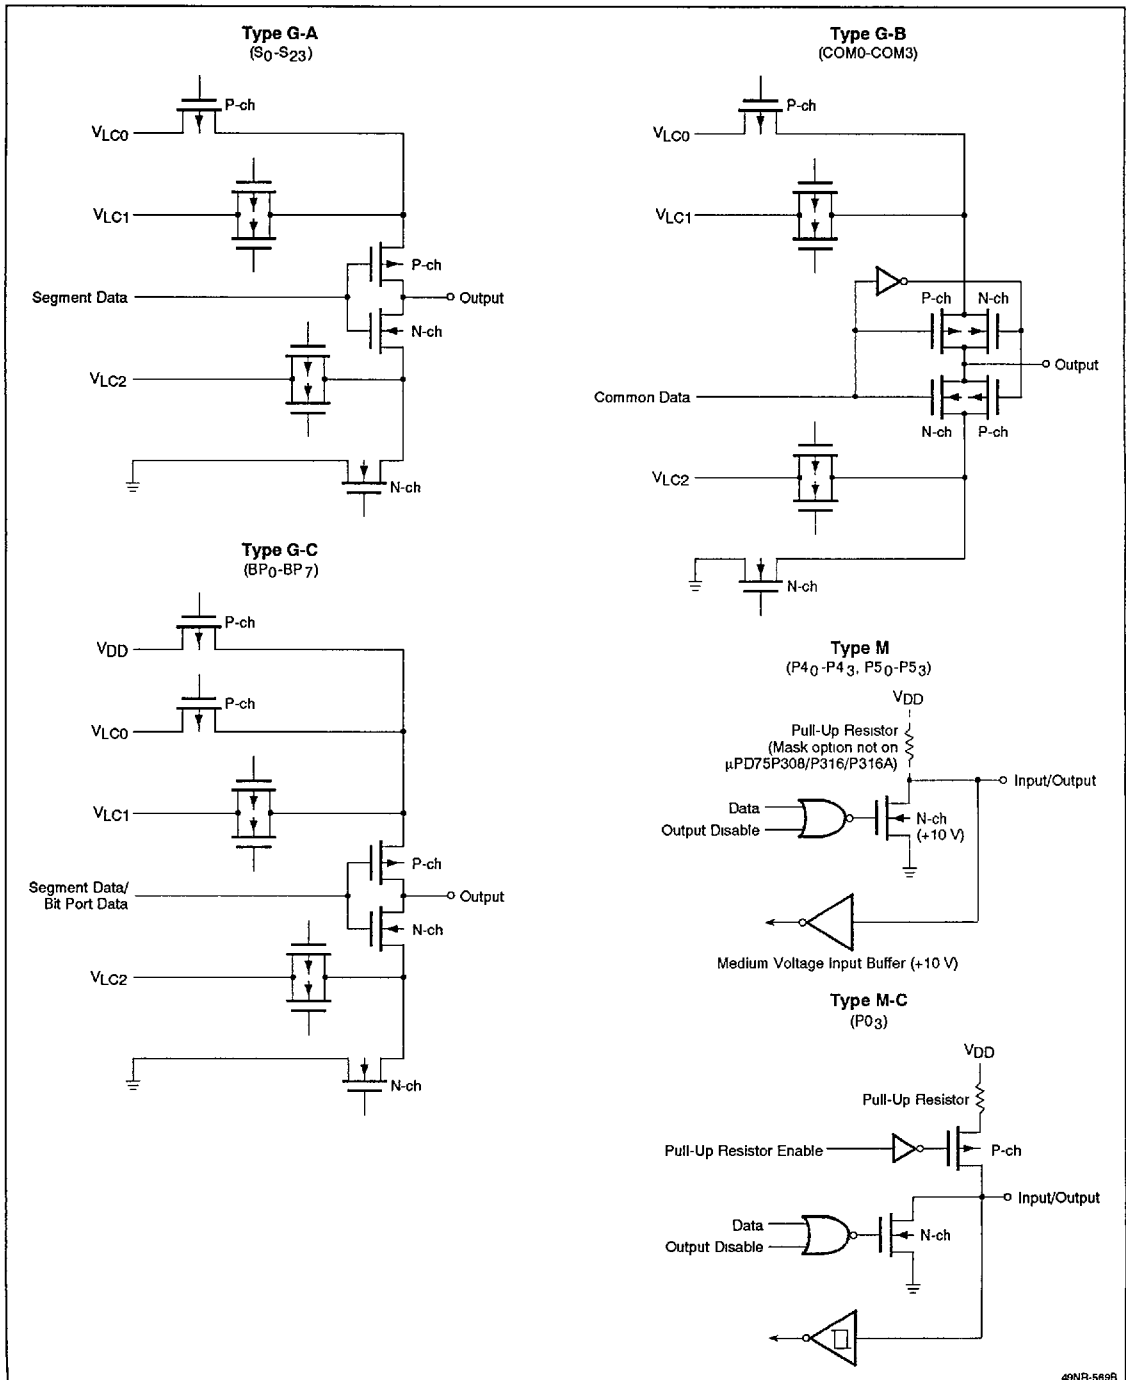 Type G-A
(S0-S23)
P-ch
VLC0
VLC1
P-ch
Segment Data
Output
N-ch
VLC2
N-ch
Type G-B
(COM0-COM3)
P-ch
VLC0
VLC1
P-ch N-ch
Output
Common Data
N-ch P-ch
VLC2
N-ch
Type G-C
(BP0-BP7)
P-ch
VDD
P-ch
VLC0
VLC1
P-ch
Segment Data/
Bit Port Data
Output
N-ch
VLC2
N-ch
Type M
(P40-P43, P50-P53)
VDD
Pull-Up Resistor
(Mask option not on
μPD75P308/P316/P316A)
Input/Output
Data
Output Disable
N-ch
(+10 V)
Medium Voltage Input Buffer (+10 V)
Type M-C
(P03)
VDD
Pull-Up Resistor
Pull-Up Resistor Enable
P-ch
Input/Output
Data
Output Disable
N-ch
49NR-569B